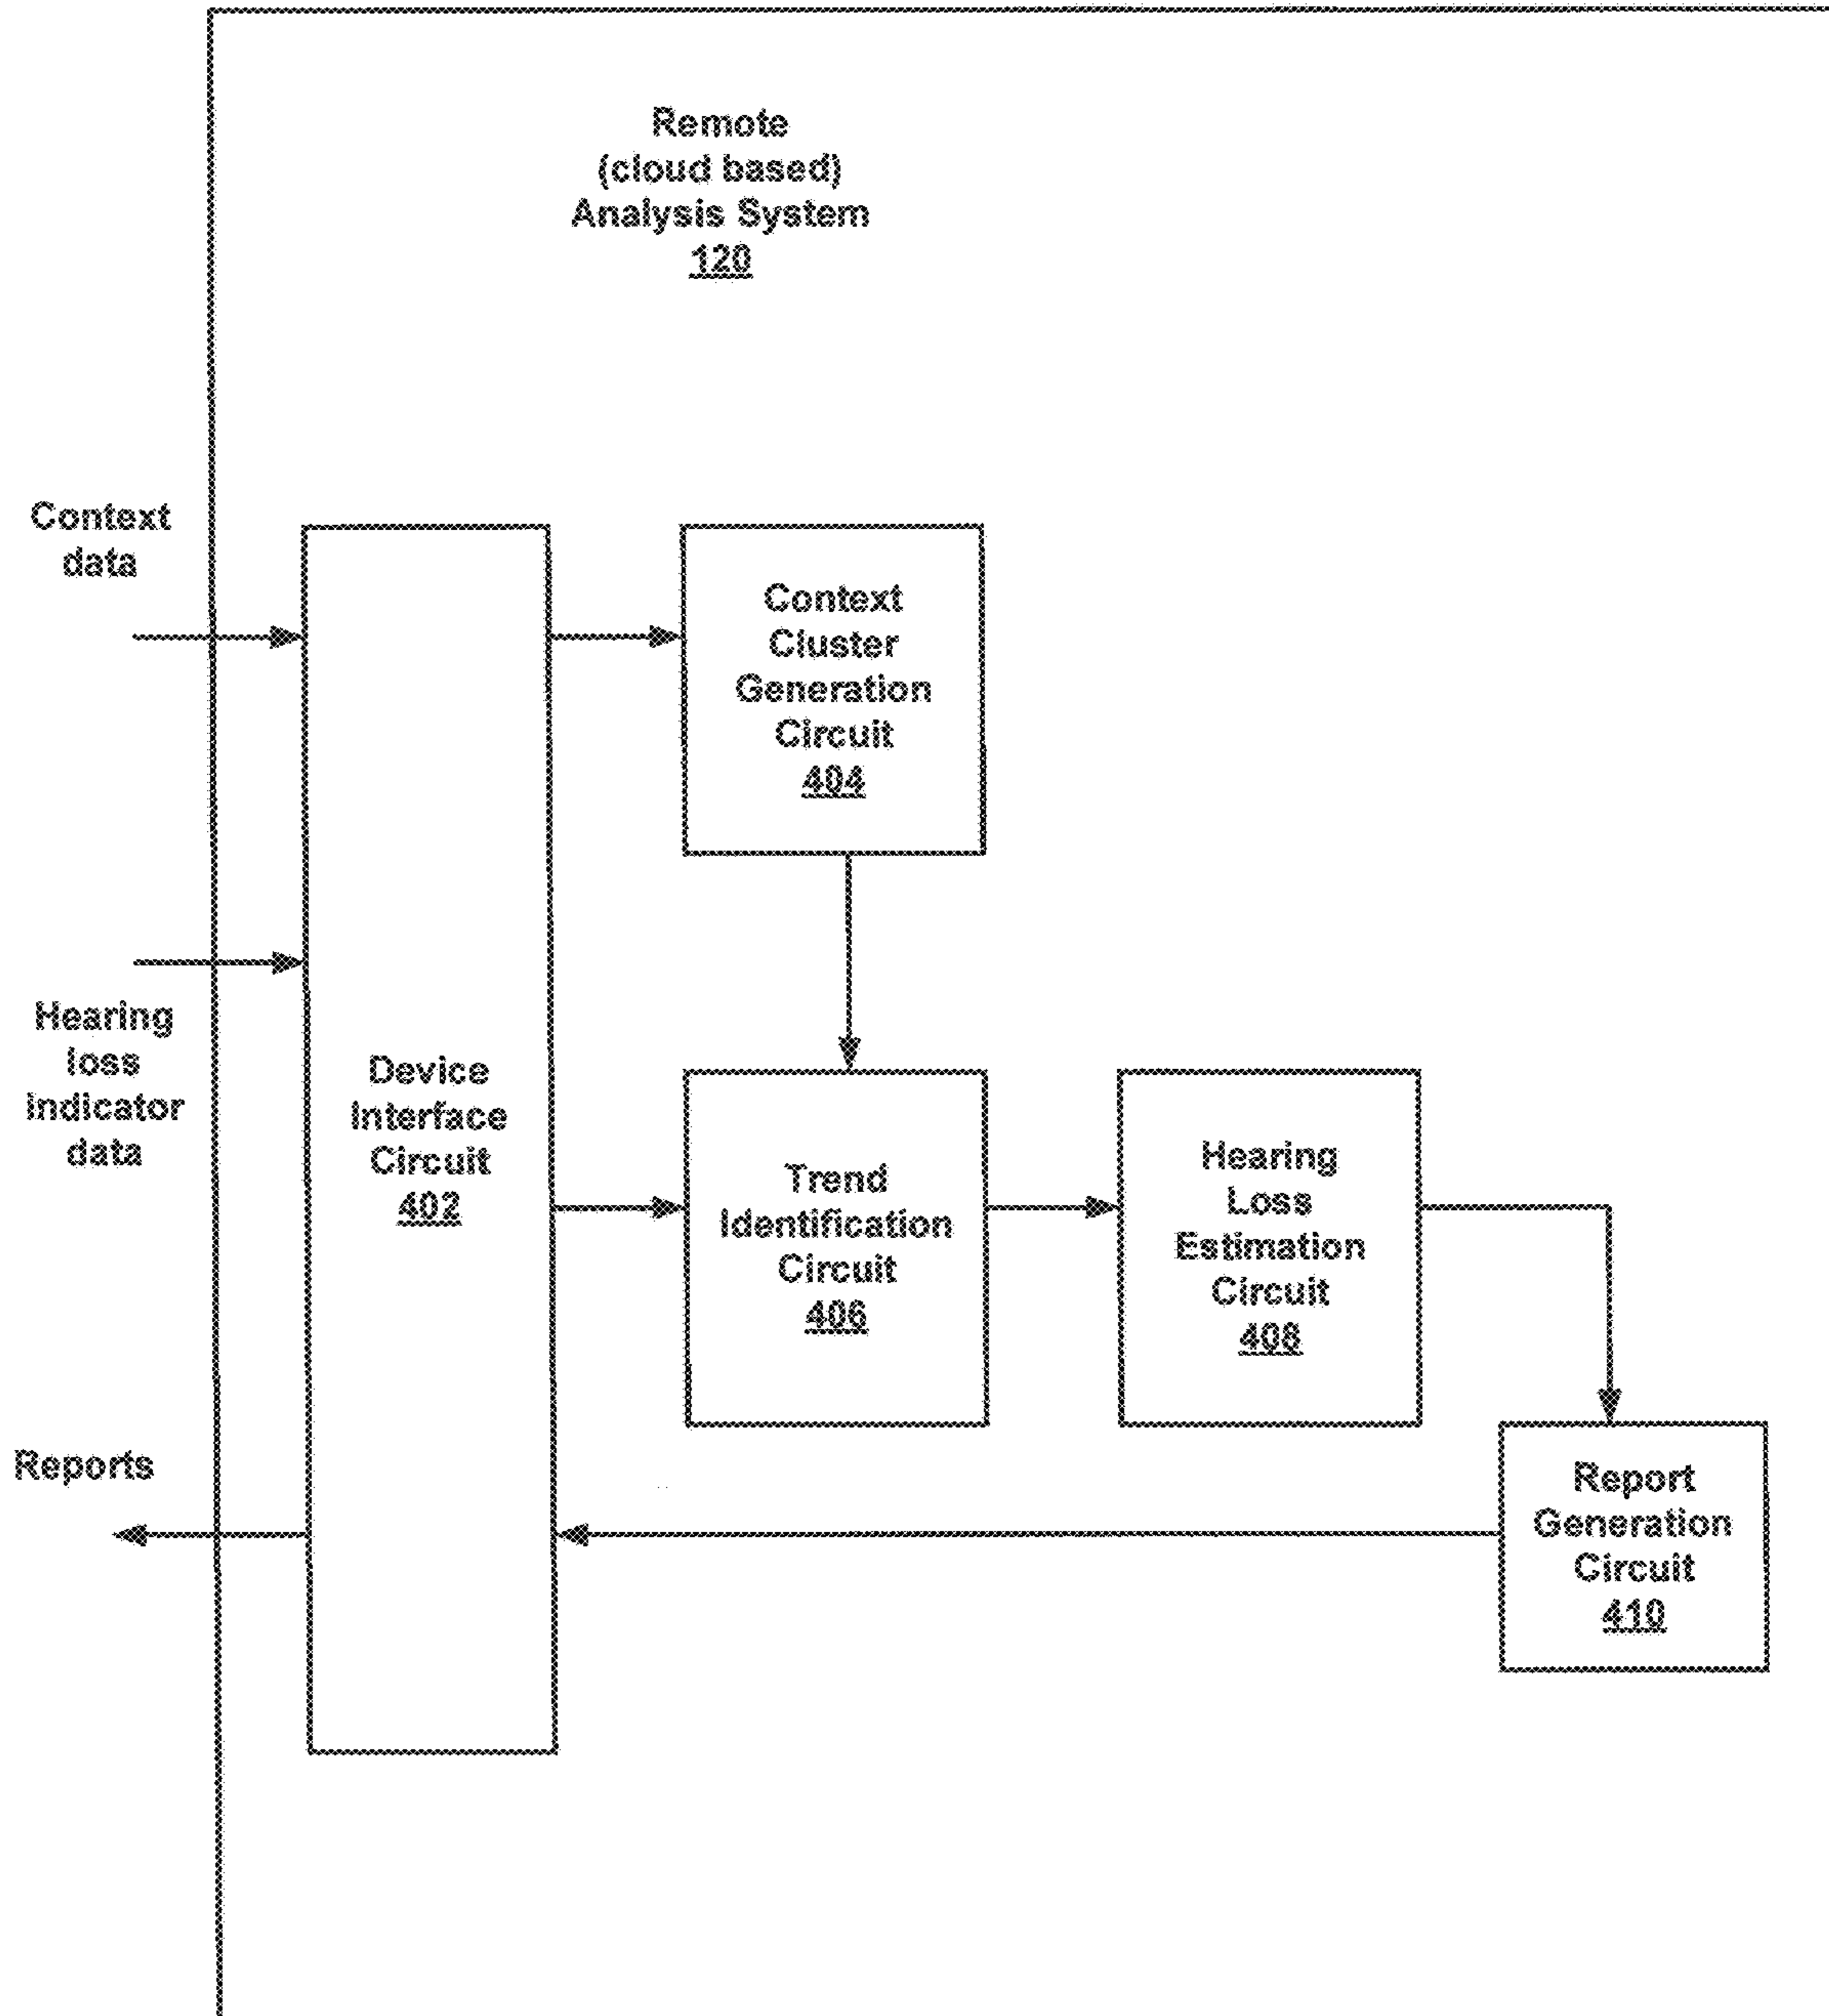 Remote
(cloud based)
Analysis System
120
Context
data
Context
Cluster
Generation
Circuit
404
Hearing
loss
indicator
data
Device
Interface
Circuit
402
Trend
Identification
Circuit
406
Hearing
Loss
Estimation
Circuit
408
Reports
Report
Generation
Circuit
410